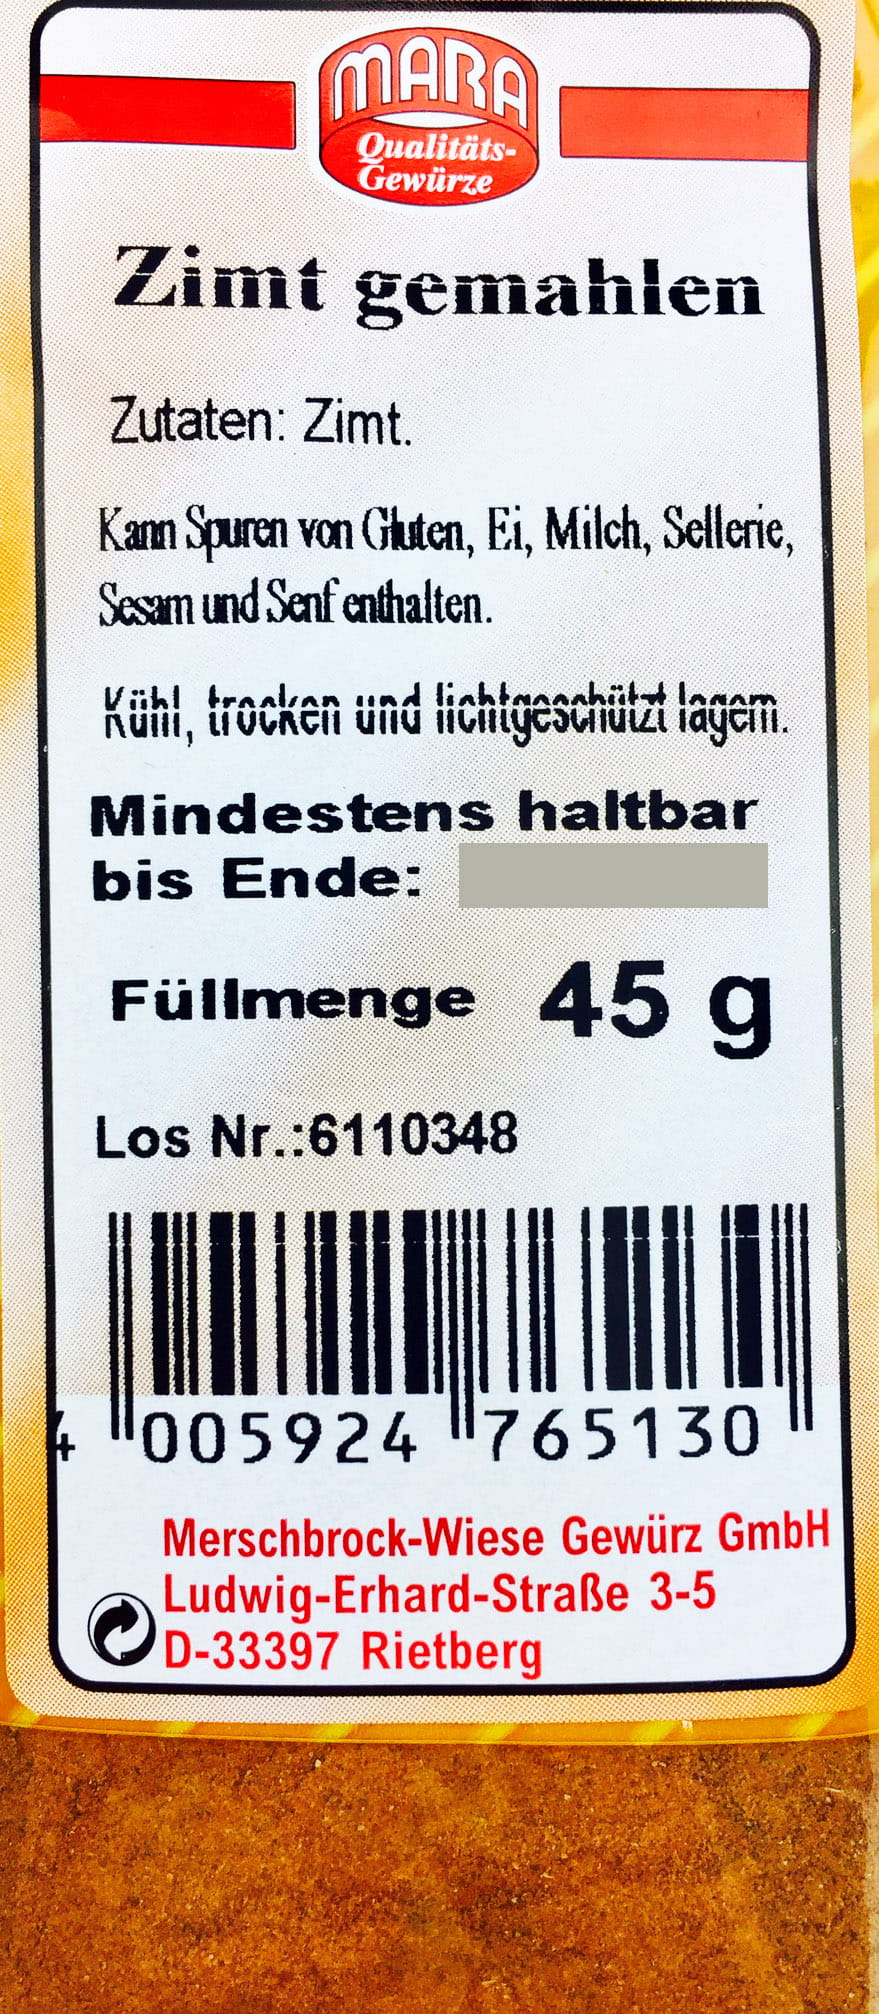 MARA
Qualitäts-
Gewürze
Zimt gemahlen
Zutaten: Zimt.
Kann Spuren von Gluten, Ei, Milch, Sellerie,
Sesam und Senf enthalten.
Kühl, trocken und lichtgeschützt lagern.
Mindestens haltbar
bis Ende:
Füllmenge 45 g
Los Nr.:6110348
4 005924 765130
Merschbrock-Wiese Gewürz GmbH
Ludwig-Erhard-Straße 3-5
D-33397 Rietberg